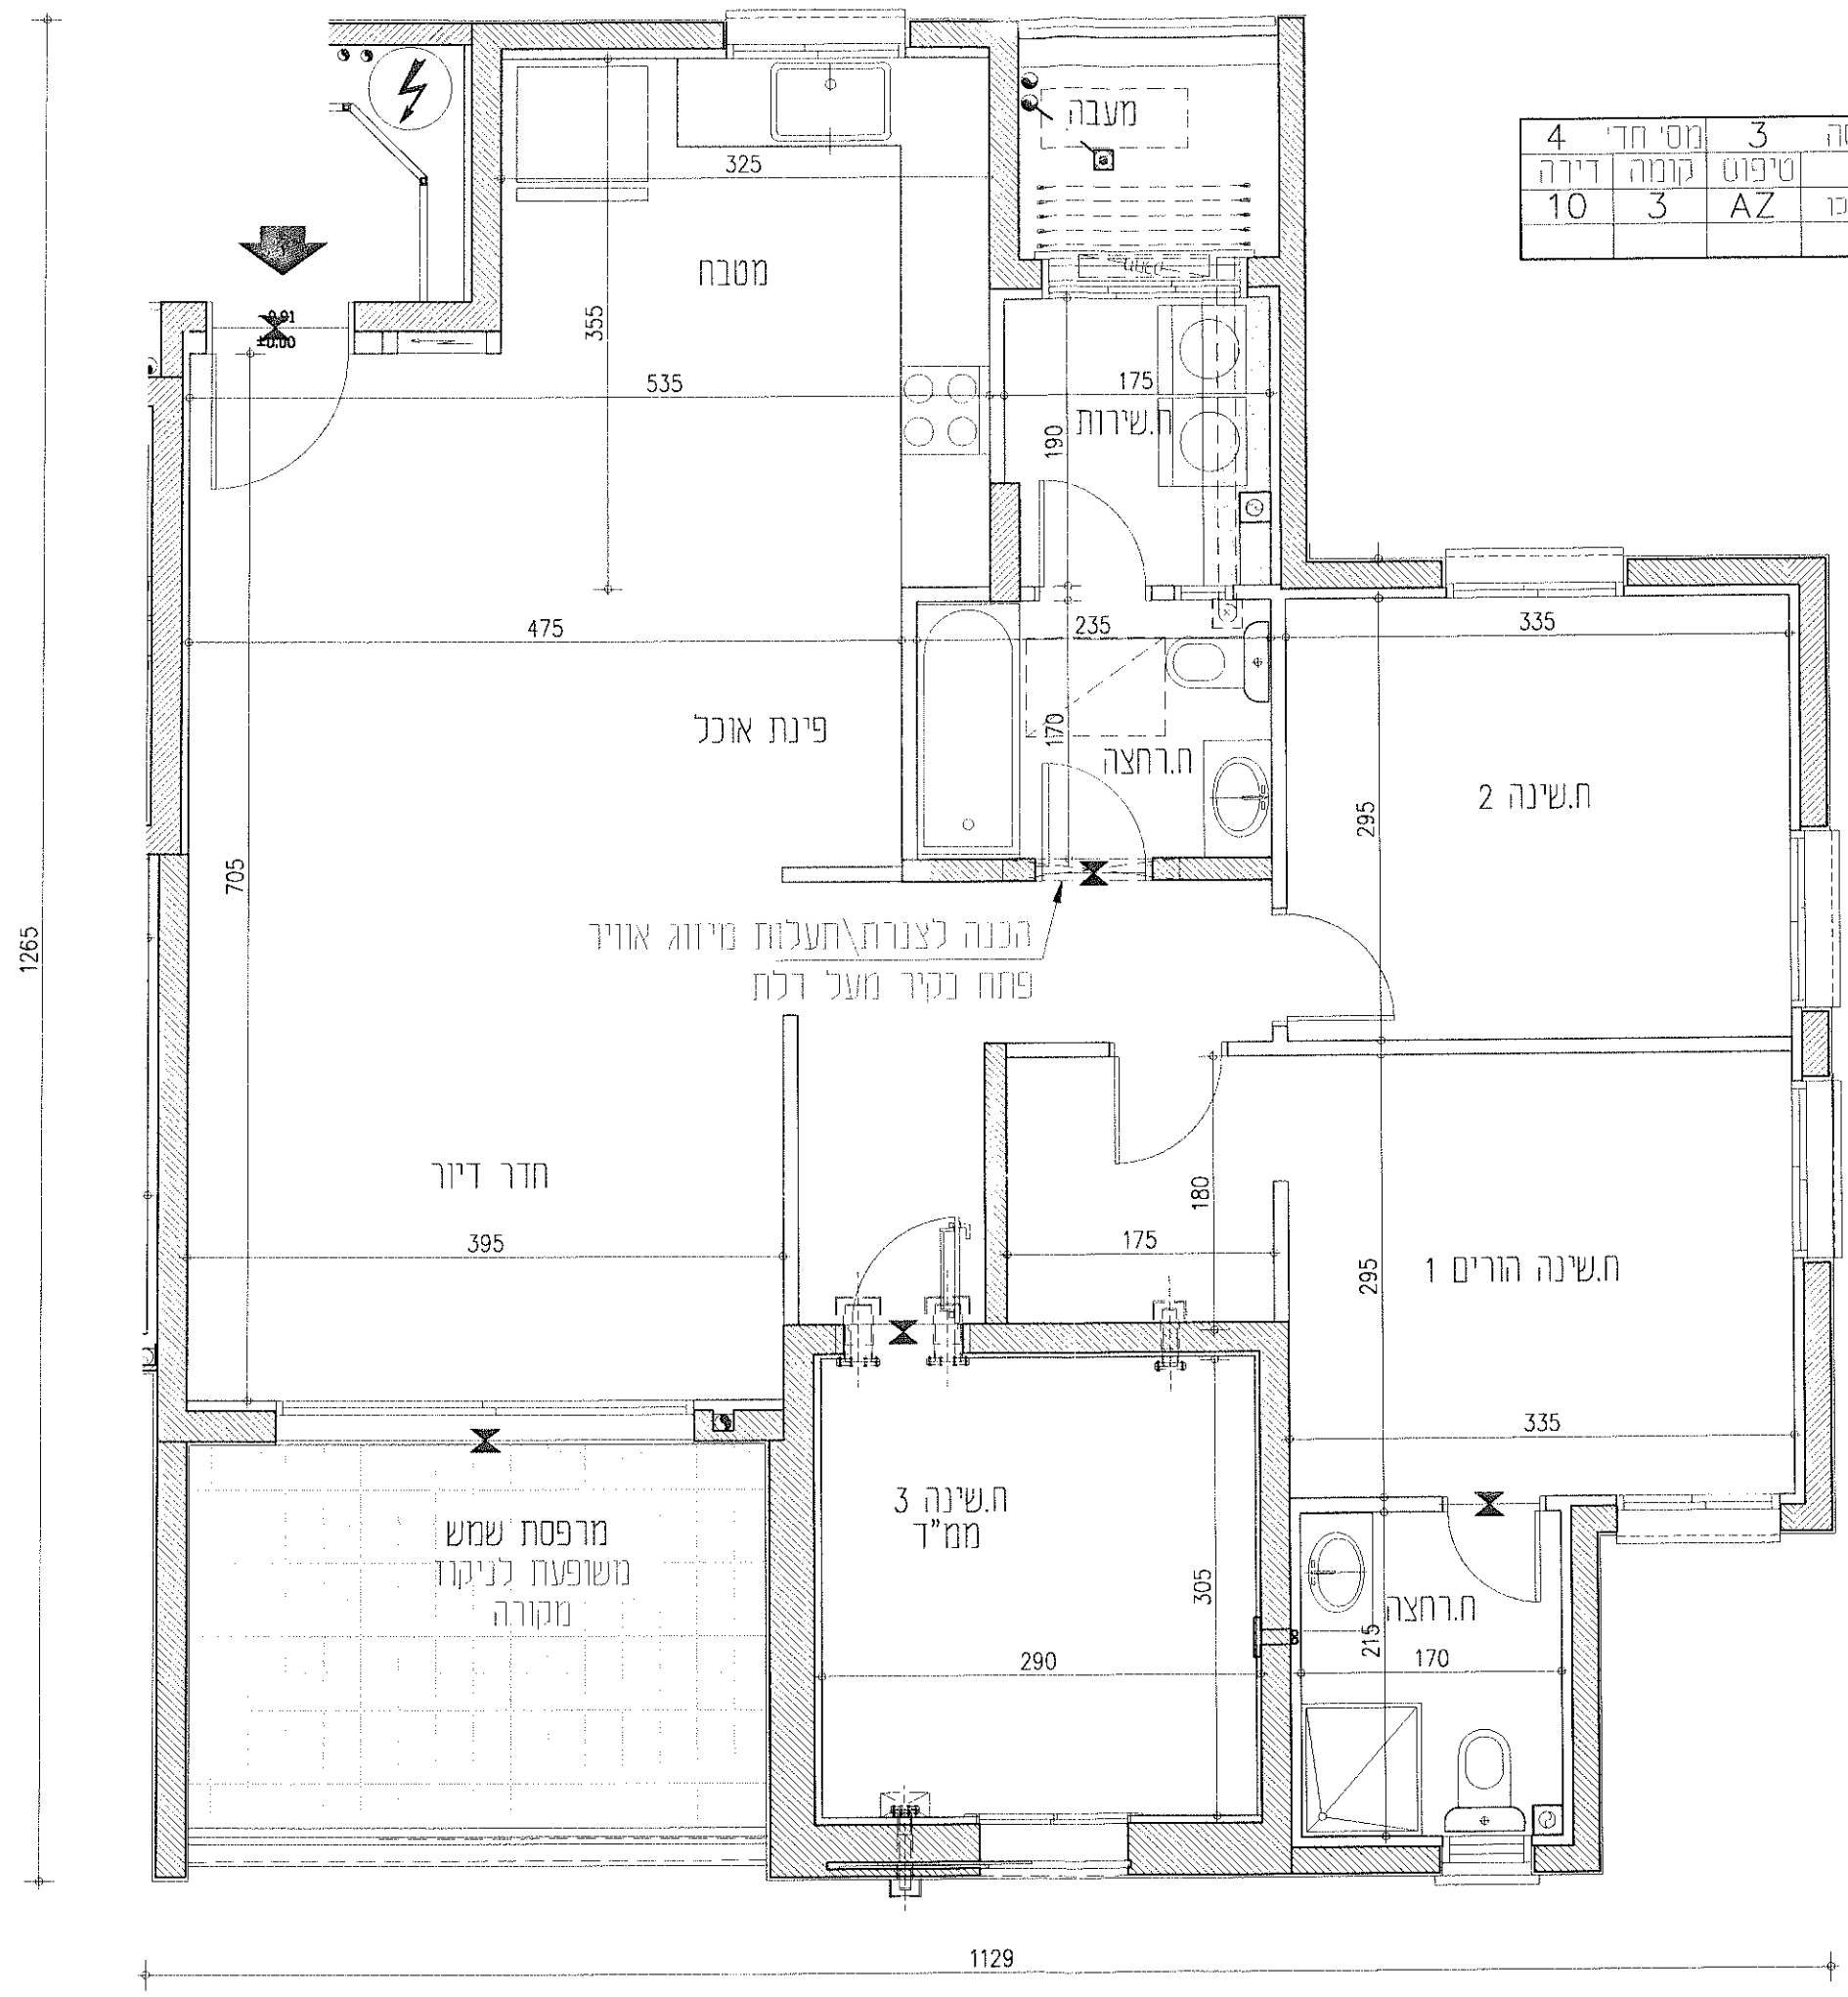 מעבה
3 מס׳ חד׳ 4
טיפוס קומה דירה
AZ 3 10
325
מטבח
355
±0.00
535
175
ח.שירות
190
475
235
335
פינת אוכל
170
ח.רחצה
ח.שינה 2
295
705
1265
הכנה לצנרת\תעלות מיזוג אוויר
פתח בקיר מעל דלת
חדר דיור
180
395
175
ח.שינה הורים 1
295
335
ח.שינה 3
ממ"ד
מרפסת שמש
משופעת לניקוז
מקורה
305
ח.רחצה
215
290
170
1129